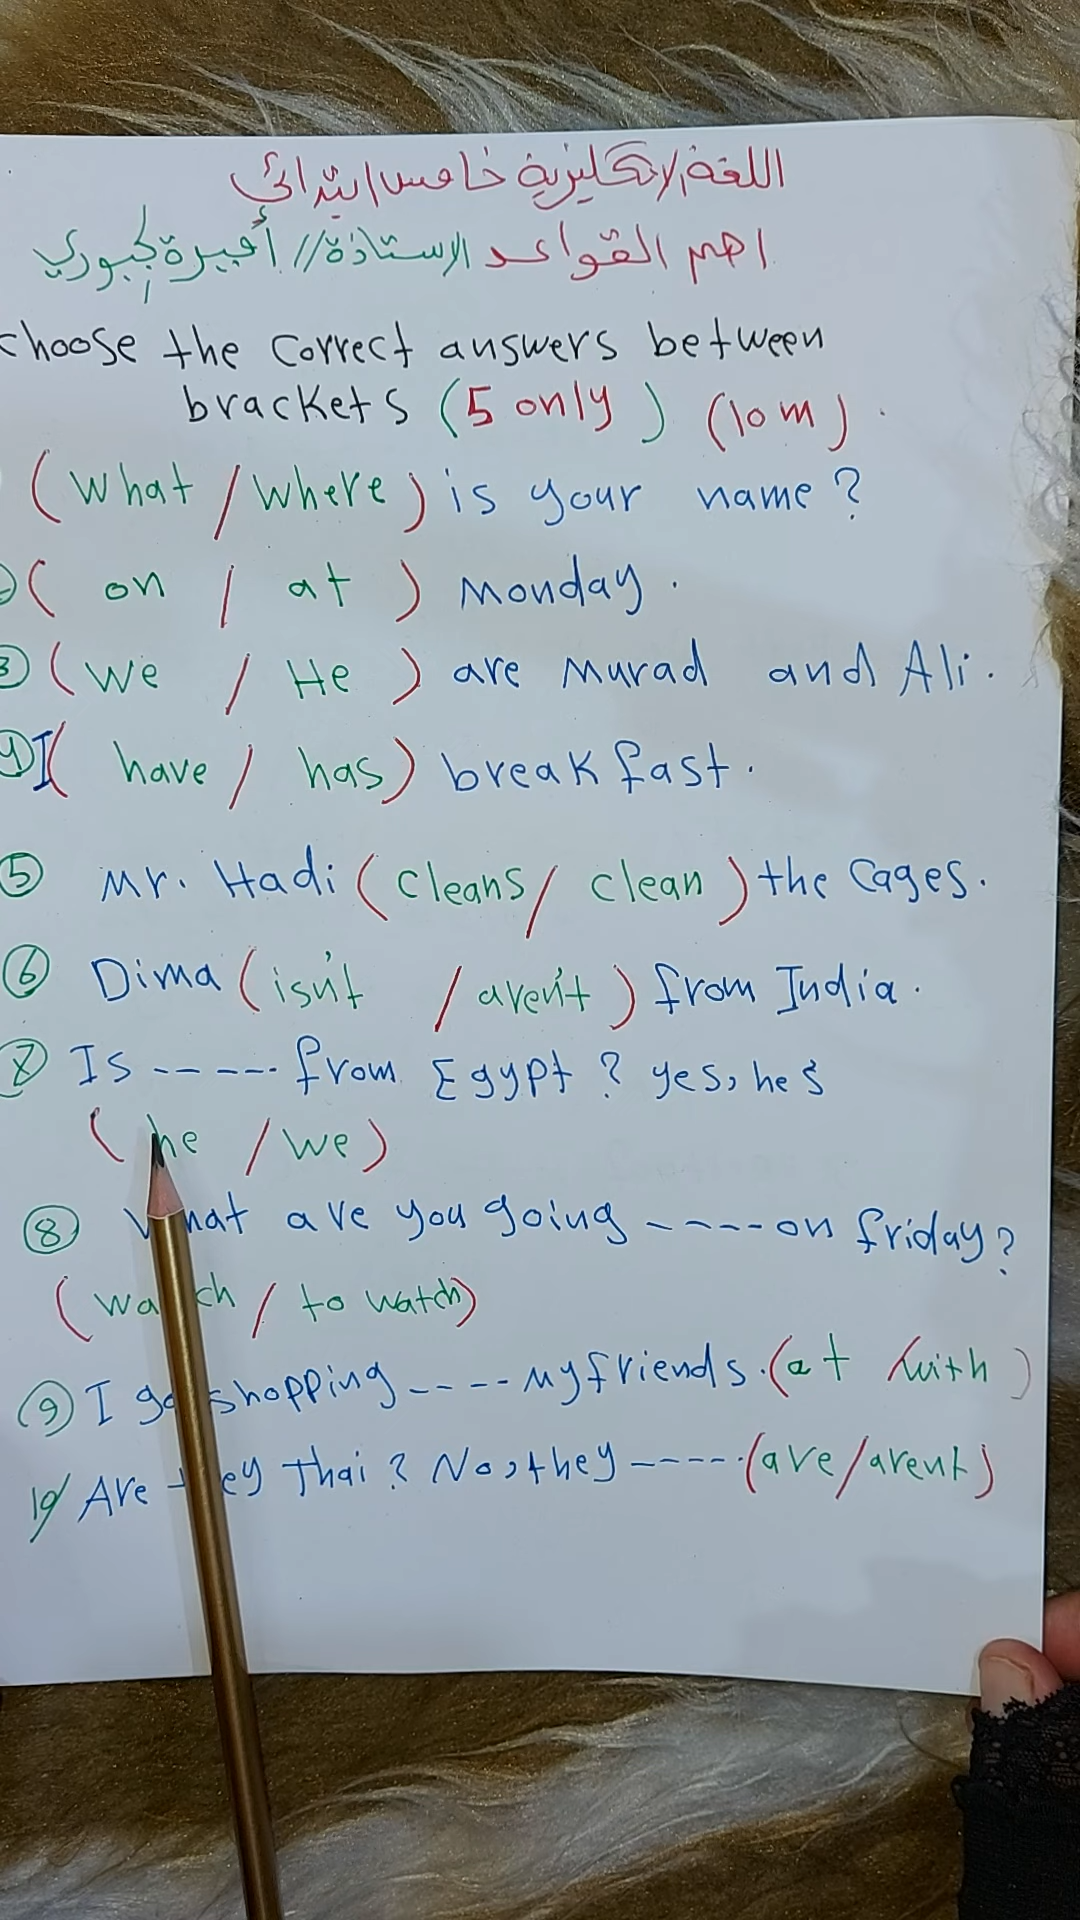 اللغة الإنكليزية خامس ابتدائي
اهم القواعد الاستاذة // أميرة جبوري
choose the correct answers between
brackets (5 only) (10 m).
(What / Where) is your name?
( on / at ) Monday.
③ (We / He) are Murad and Ali.
④ I ( have / has) breakfast.
⑤ Mr. Hadi (cleans / clean) the cages.
⑥ Dima (isn't / aren't) from India.
⑦ Is ----- from Egypt? yes, he's
( he / we)
⑧ What are you going ---- on friday?
(watch / to watch)
⑨ I go shopping ---- my friends. (at / with )
10/ Are they Thai? No, they ----- (are/arent)